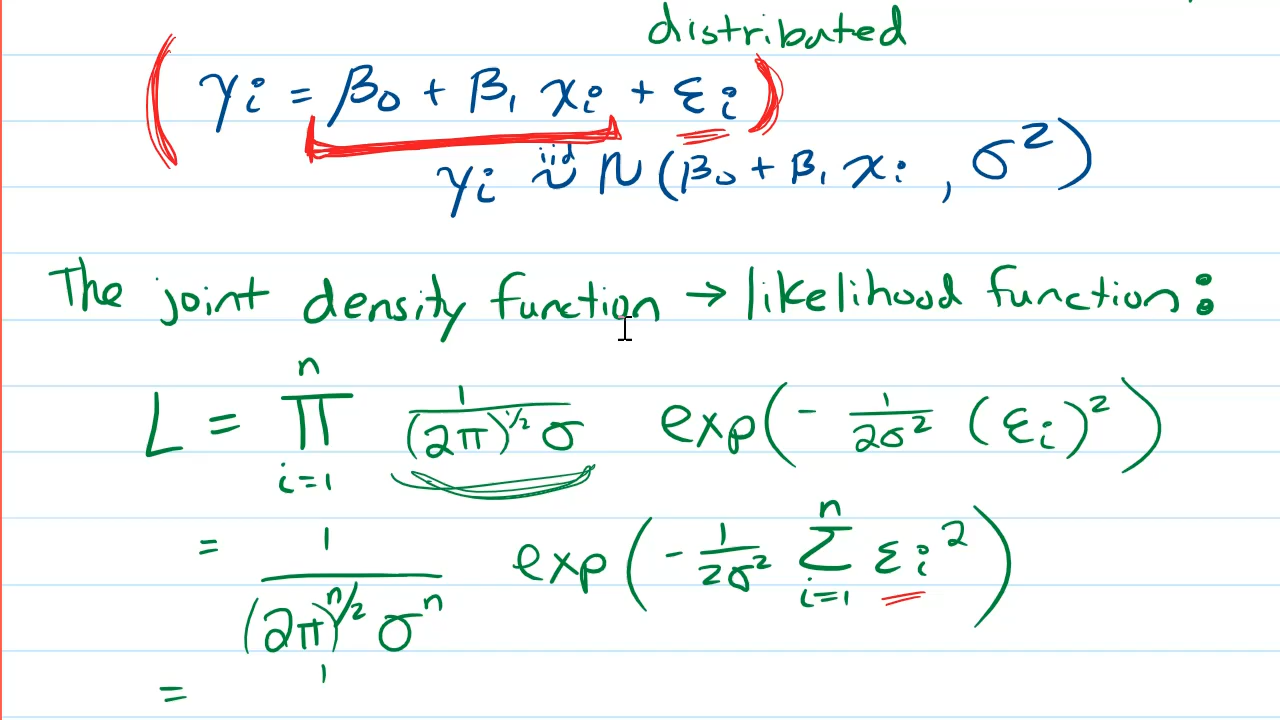 distributed
( yi = β₀ + β₁ xi + εi )
yi ~ iid N(β₀ + β₁ xi , σ²)
The joint density function → likelihood function:
L = ∏ᵢ₌₁ⁿ 1/((2π)^(1/2) σ) exp(- 1/(2σ²) (εi)²)
= 1/((2π)^(n/2) σⁿ) exp(- 1/(2σ²) ∑ᵢ₌₁ⁿ εi²)
= 1